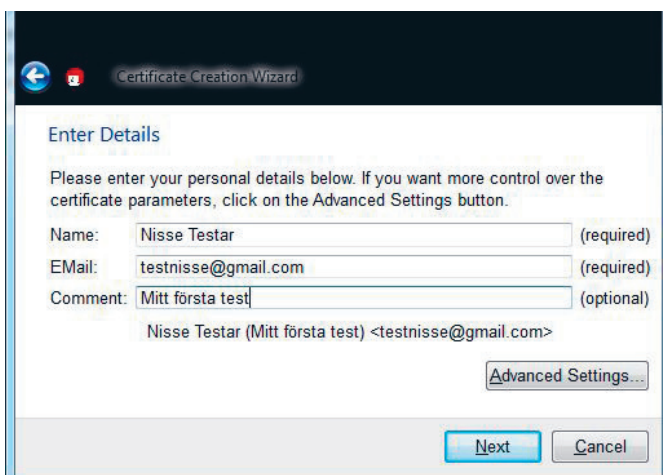 Certificate Creation Wizard
Enter Details
Please enter your personal details below. If you want more control over the
certificate parameters, click on the Advanced Settings button.
Name: Nisse Testar (required)
EMail: testnisse@gmail.com (required)
Comment: Mitt första test (optional)
Nisse Testar (Mitt första test) <testnisse@gmail.com>
Advanced Settings...
Next Cancel